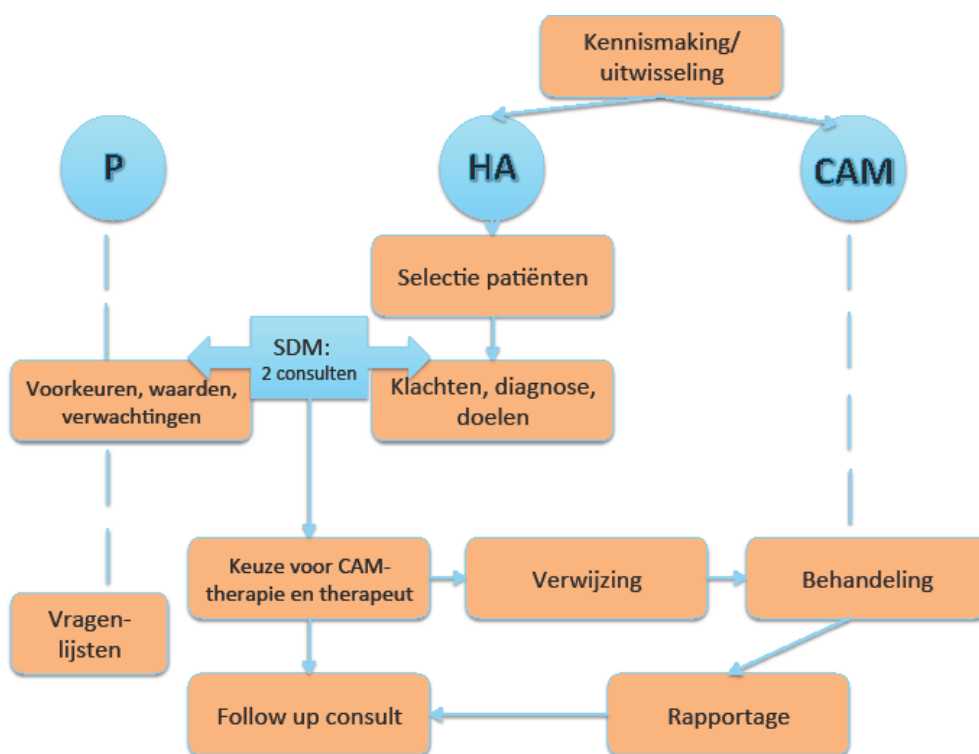 Kennismaking/
uitwisseling
P
HA
CAM
Selectie patiënten
SDM:
2 consulten
Voorkeuren, waarden,
verwachtingen
Klachten, diagnose,
doelen
Keuze voor CAM-
therapie en therapeut
Verwijzing
Behandeling
Vragen-
lijsten
Follow up consult
Rapportage